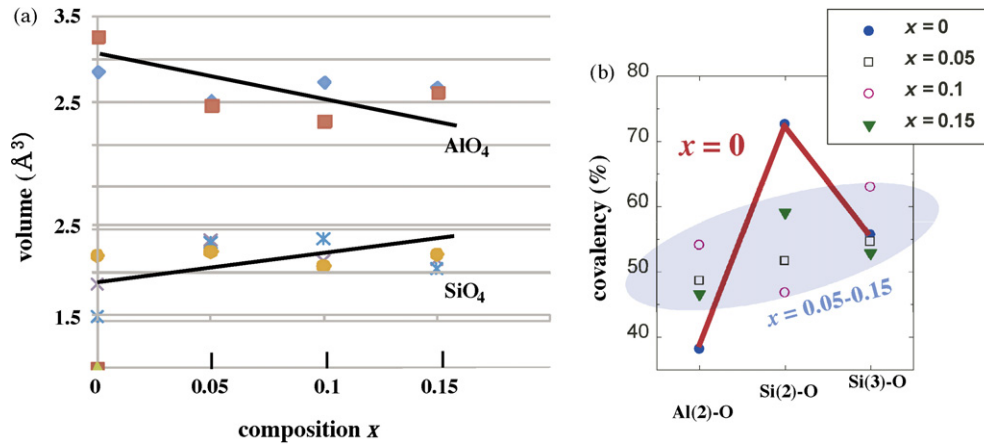 (a)
3.5
2.5
AlO4
volume (Å3)
2.5
SiO4
1.5
0 0.05 0.1 0.15
composition x
x = 0
x = 0.05
x = 0.1
x = 0.15
(b)
80
70
60
50
40
covalency (%)
x = 0
x = 0.05-0.15
Al(2)-O
Si(2)-O
Si(3)-O